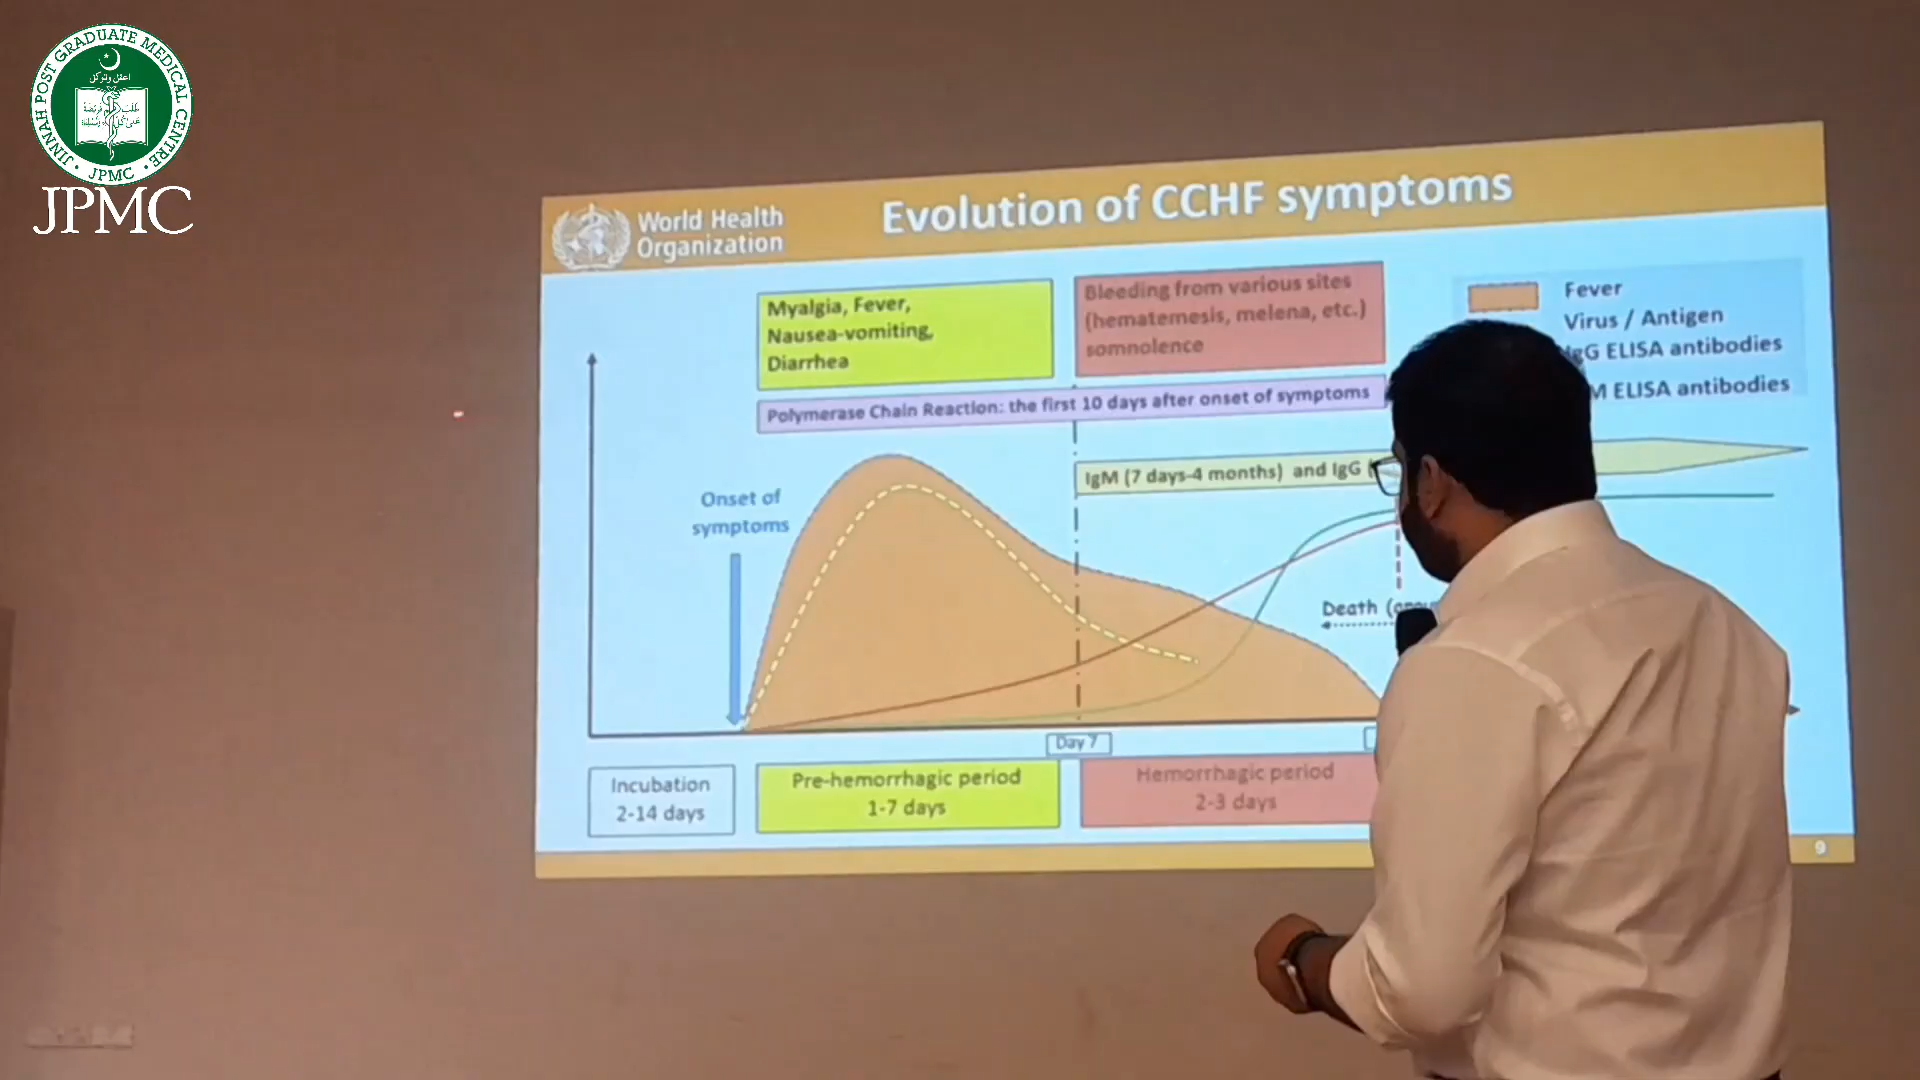 JINNAH POST GRADUATE MEDICAL CENTRE
JPMC
JPMC
World Health
Organization
Evolution of CCHF symptoms
Myalgia, Fever,
Nausea-vomiting,
Diarrhea
Bleeding from various sites
(hematemesis, melena, etc.)
somnolence
Fever
Virus / Antigen
IgG ELISA antibodies
M ELISA antibodies
Polymerase Chain Reaction: the first 10 days after onset of symptoms
IgM (7 days-4 months) and IgG (
Onset of
symptoms
Death (
Day 7
Incubation
2-14 days
Pre-hemorrhagic period
1-7 days
Hemorrhagic period
2-3 days
9